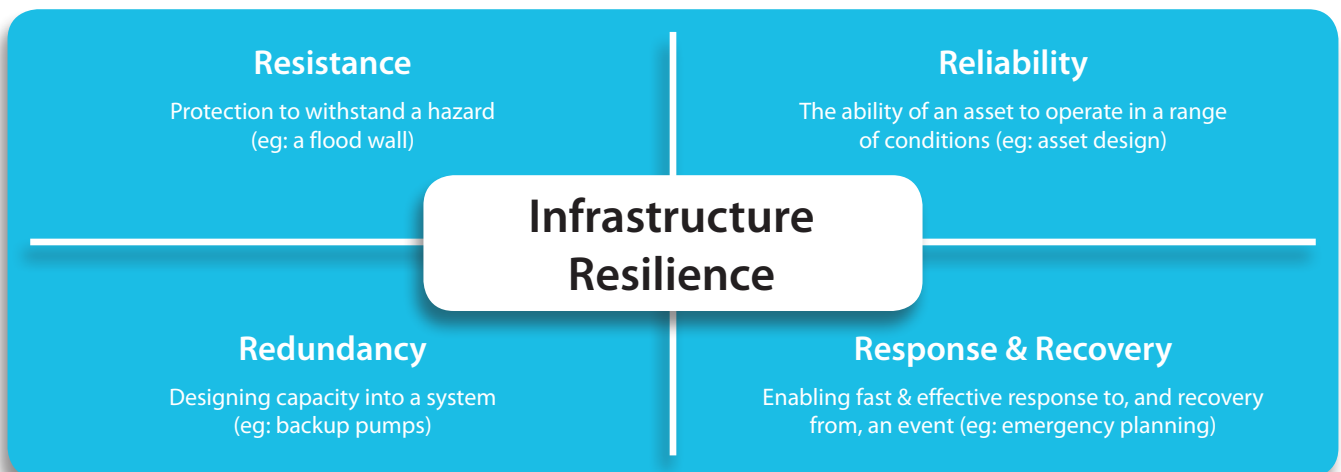 Resistance
Protection to withstand a hazard
(eg: a flood wall)
Reliability
The ability of an asset to operate in a range
of conditions (eg: asset design)
Infrastructure
Resilience
Redundancy
Designing capacity into a system
(eg: backup pumps)
Response & Recovery
Enabling fast & effective response to, and recovery
from, an event (eg: emergency planning)